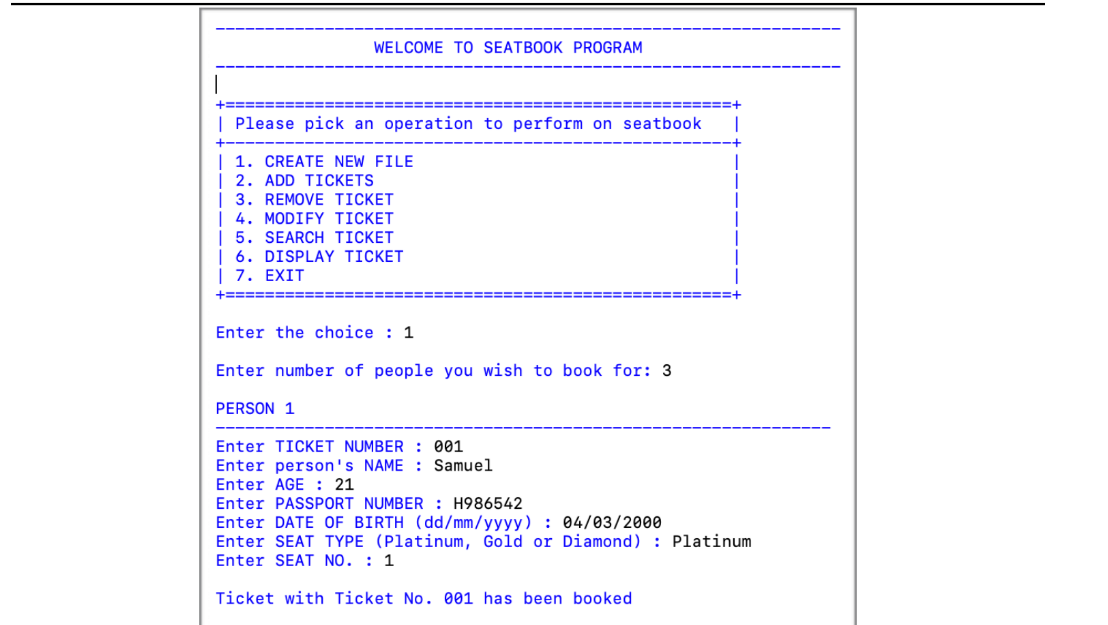 ----------------------------------------------------------------
WELCOME TO SEATBOOK PROGRAM
----------------------------------------------------------------
|
+===================================================+
| Please pick an operation to perform on seatbook |
+---------------------------------------------------+
| 1. CREATE NEW FILE |
| 2. ADD TICKETS |
| 3. REMOVE TICKET |
| 4. MODIFY TICKET |
| 5. SEARCH TICKET |
| 6. DISPLAY TICKET |
| 7. EXIT |
+===================================================+
Enter the choice : 1
Enter number of people you wish to book for: 3
PERSON 1
---------------------------------------------------------------
Enter TICKET NUMBER : 001
Enter person's NAME : Samuel
Enter AGE : 21
Enter PASSPORT NUMBER : H986542
Enter DATE OF BIRTH (dd/mm/yyyy) : 04/03/2000
Enter SEAT TYPE (Platinum, Gold or Diamond) : Platinum
Enter SEAT NO. : 1
Ticket with Ticket No. 001 has been booked